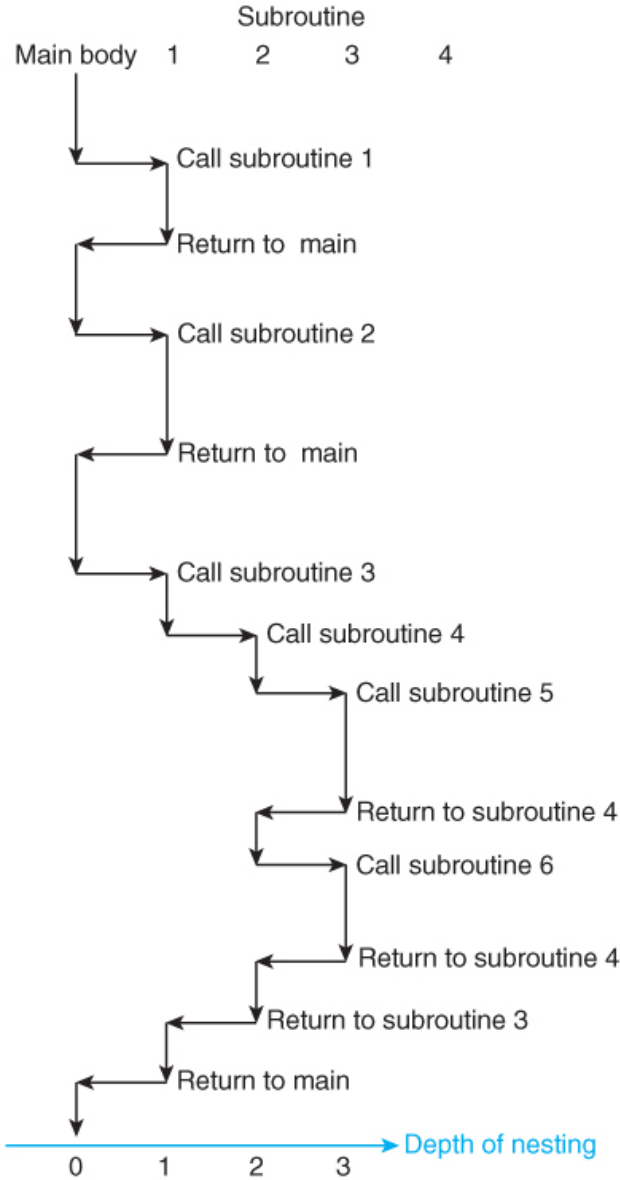 Subroutine
Main body 1 2 3 4
Call subroutine 1
Return to main
Call subroutine 2
Return to main
Call subroutine 3
Call subroutine 4
Call subroutine 5
Return to subroutine 4
Call subroutine 6
Return to subroutine 4
Return to subroutine 3
Return to main
Depth of nesting
0 1 2 3